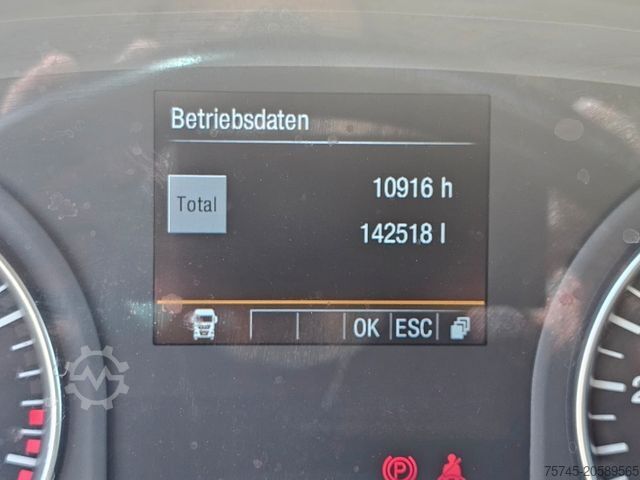 Betriebsdaten
Total
10916 h
142518 l
OK ESC
P
75745-20589565